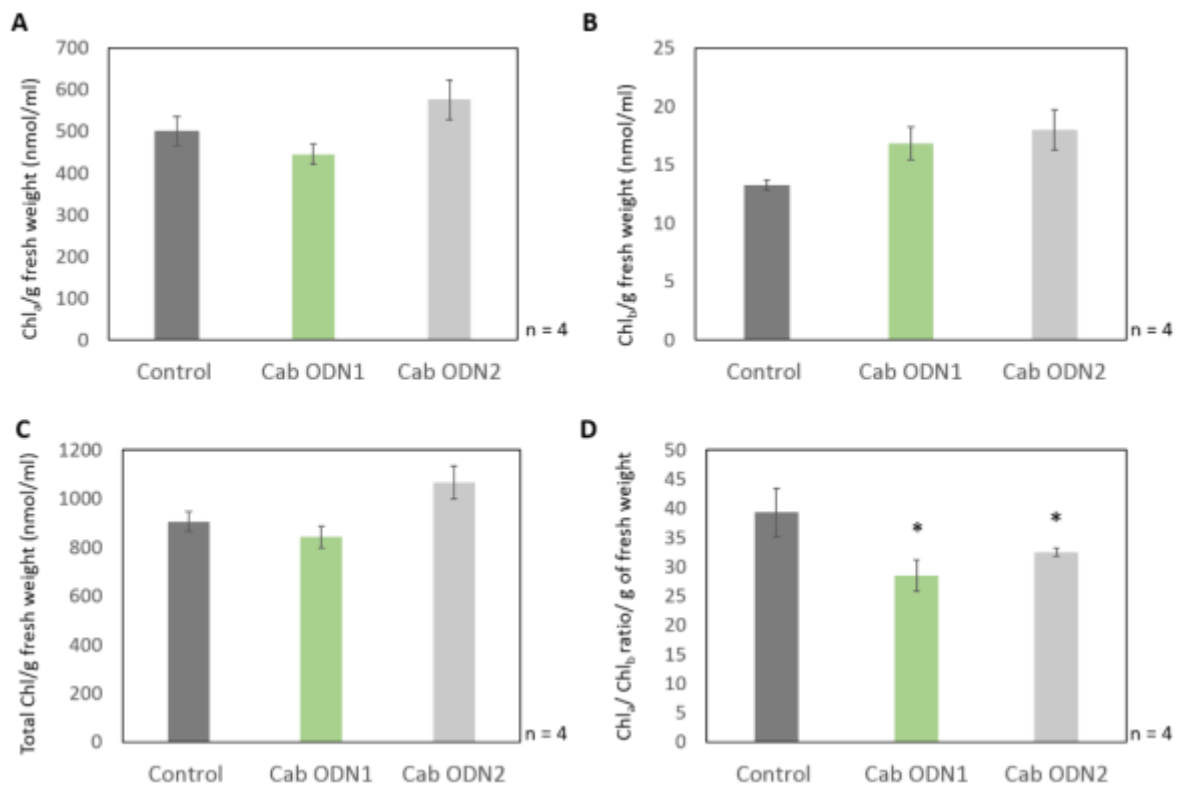 A
Chlₐ/g fresh weight (nmol/ml)
700
600
500
400
300
200
100
0
Control Cab ODN1 Cab ODN2
n = 4
B
Chl_b/g fresh weight (nmol/ml)
25
20
15
10
5
0
Control Cab ODN1 Cab ODN2
n = 4
C
Total Chl/g fresh weight (nmol/ml)
1200
1000
800
600
400
200
0
Control Cab ODN1 Cab ODN2
n = 4
D
Chlₐ/ Chl_b ratio/ g of fresh weight
50
45
40
35
30
25
20
15
10
5
0
* *
Control Cab ODN1 Cab ODN2
n = 4